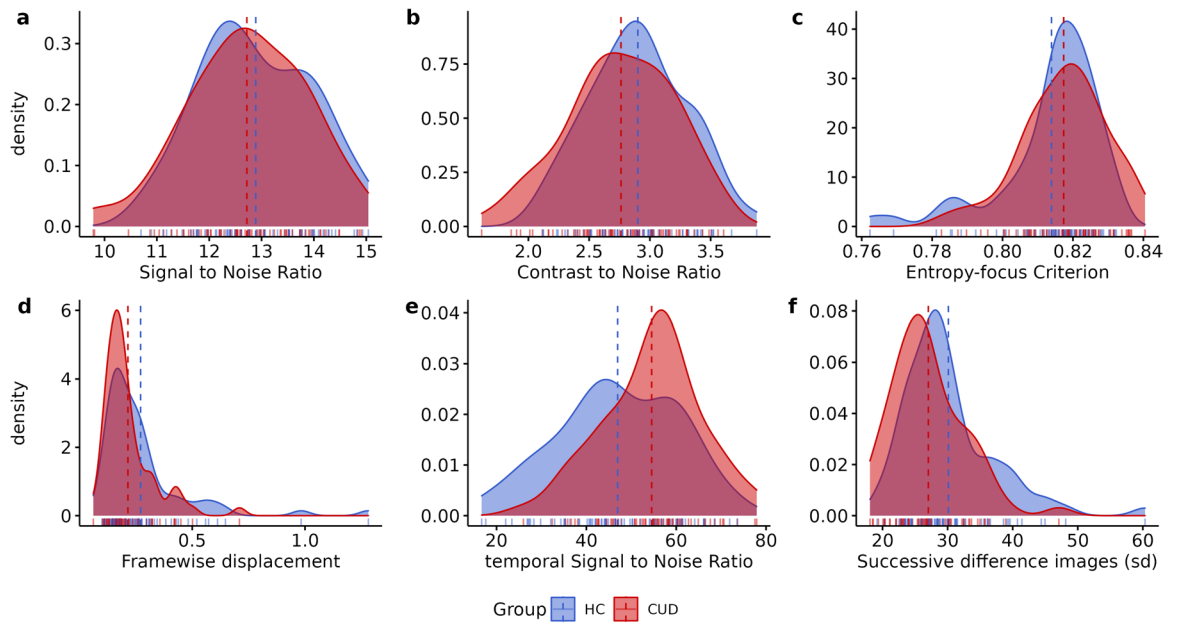 a
density
0.3
0.2
0.1
0.0
10 11 12 13 14 15
Signal to Noise Ratio
b
0.75
0.50
0.25
0.00
2.0 2.5 3.0 3.5
Contrast to Noise Ratio
c
40
30
20
10
0
0.76 0.78 0.80 0.82 0.84
Entropy-focus Criterion
d
density
6
4
2
0
0.5 1.0
Framewise displacement
e
0.04
0.03
0.02
0.01
0.00
20 40 60 80
temporal Signal to Noise Ratio
f
0.08
0.06
0.04
0.02
0.00
20 30 40 50 60
Successive difference images (sd)
Group HC CUD